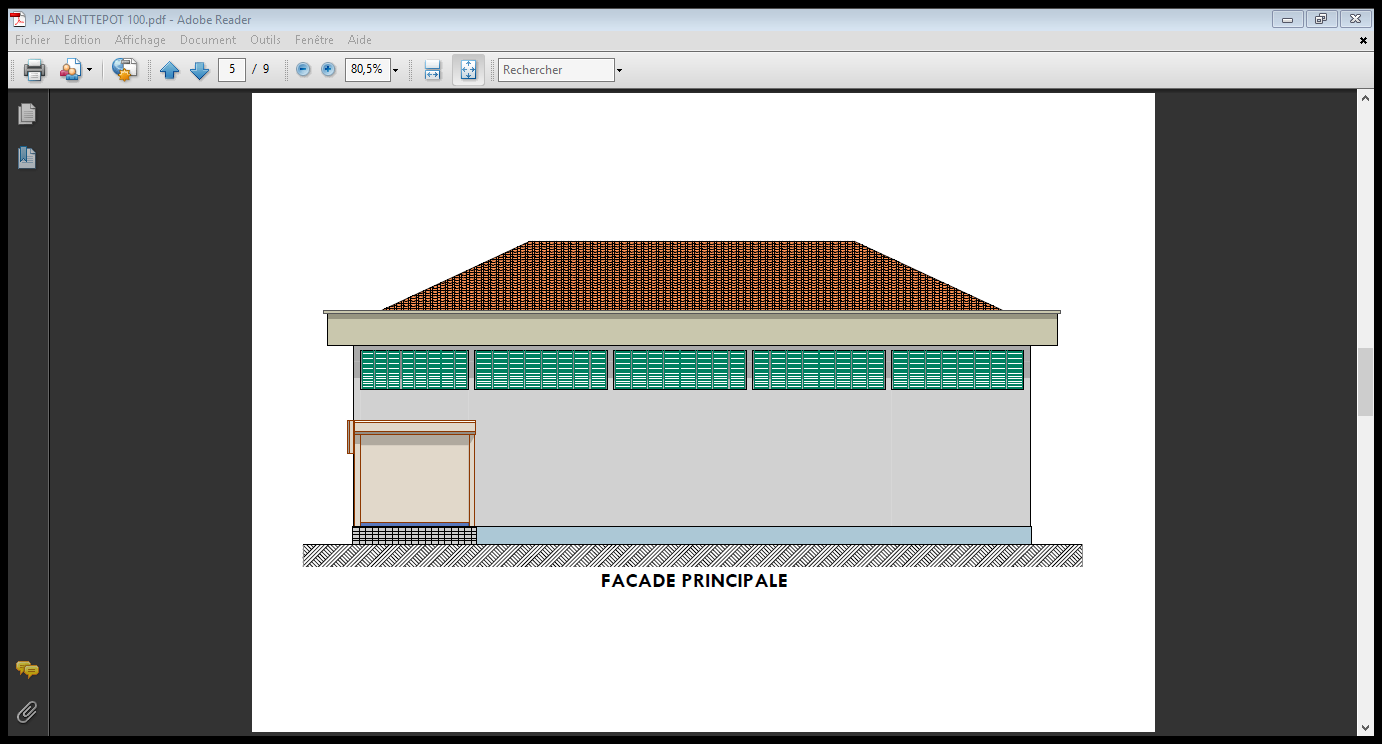 PLAN ENTTEPOT 100.pdf - Adobe Reader
Fichier Edition Affichage Document Outils Fenêtre Aide
5 / 9 80,5% Rechercher
FACADE PRINCIPALE